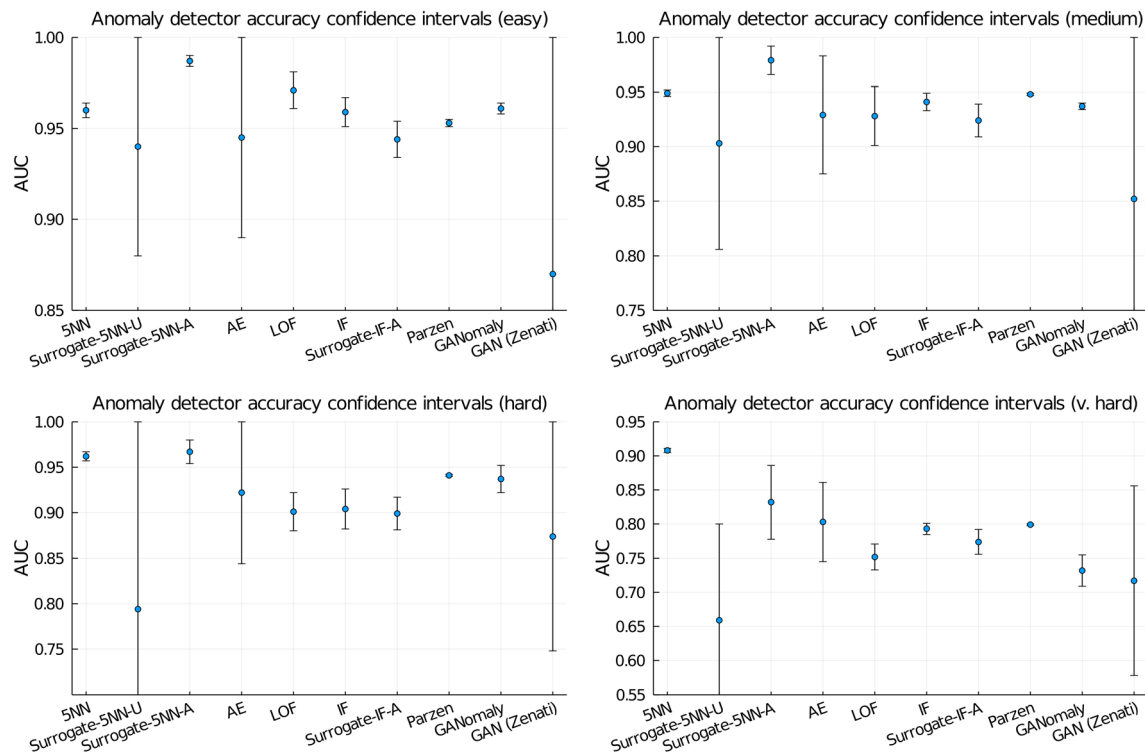 Anomaly detector accuracy confidence intervals (easy)
1.00
0.95
0.90
0.85
AUC
5NN
Surrogate-5NN-U
Surrogate-5NN-A
AE
LOF
IF
Surrogate-IF-A
Parzen
GANomaly
GAN (Zenati)
Anomaly detector accuracy confidence intervals (medium)
1.00
0.95
0.90
0.85
0.80
0.75
AUC
5NN
Surrogate-5NN-U
Surrogate-5NN-A
AE
LOF
IF
Surrogate-IF-A
Parzen
GANomaly
GAN (Zenati)
Anomaly detector accuracy confidence intervals (hard)
1.00
0.95
0.90
0.85
0.80
0.75
AUC
5NN
Surrogate-5NN-U
Surrogate-5NN-A
AE
LOF
IF
Surrogate-IF-A
Parzen
GANomaly
GAN (Zenati)
Anomaly detector accuracy confidence intervals (v. hard)
0.95
0.90
0.85
0.80
0.75
0.70
0.65
0.60
0.55
AUC
5NN
Surrogate-5NN-U
Surrogate-5NN-A
AE
LOF
IF
Surrogate-IF-A
Parzen
GANomaly
GAN (Zenati)